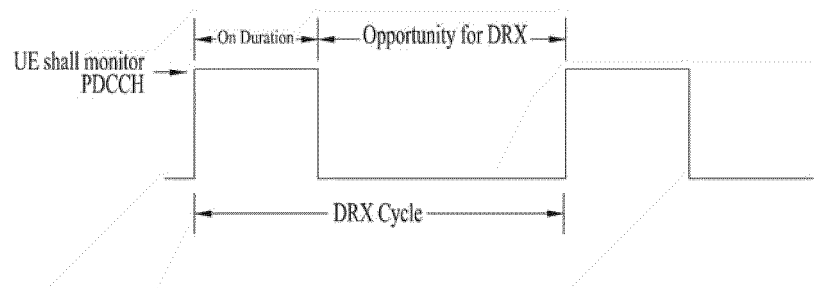 On Duration
Opportunity for DRX
UE shall monitor
PDCCH
DRX Cycle